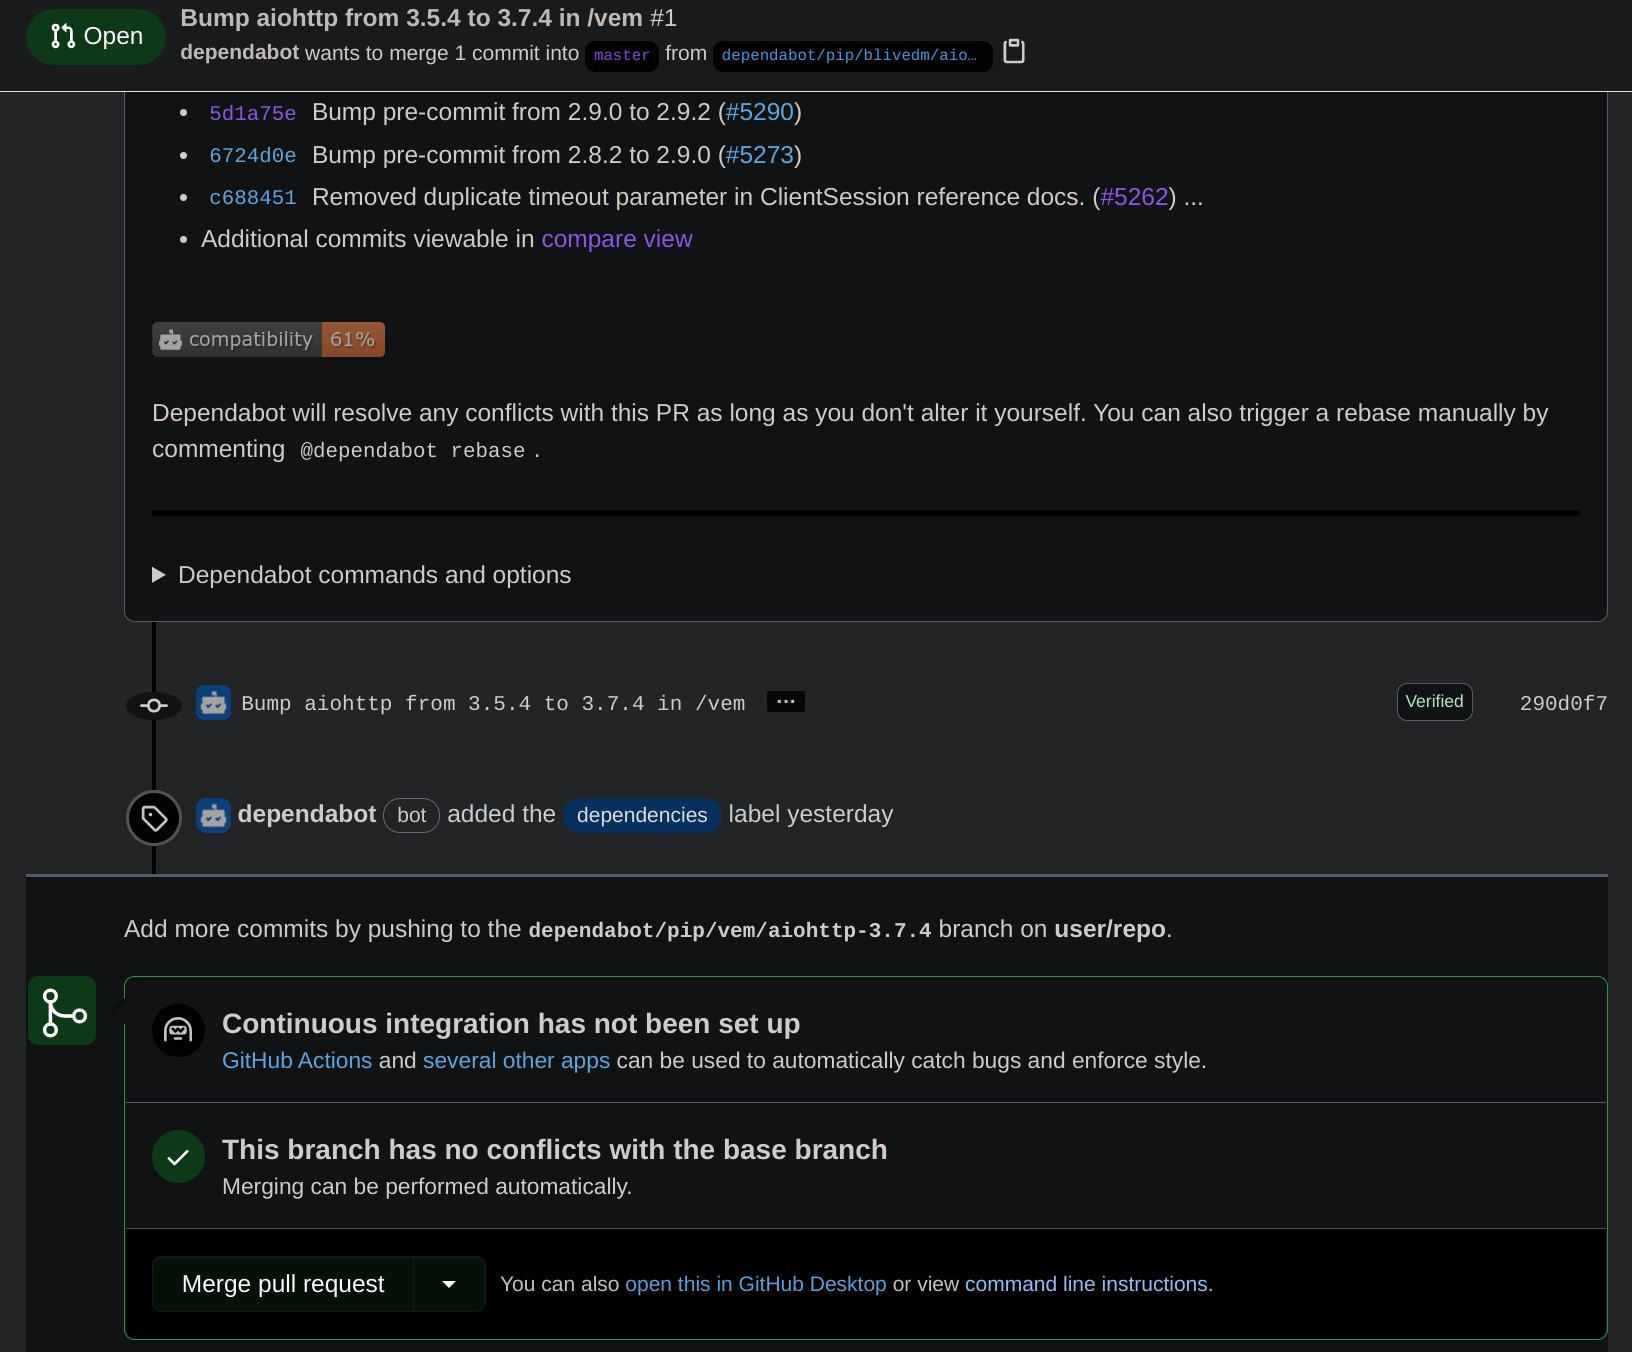 Open
Bump aiohttp from 3.5.4 to 3.7.4 in /vem #1
dependabot wants to merge 1 commit into master from dependabot/pip/blivedm/aio…
5d1a75e Bump pre-commit from 2.9.0 to 2.9.2 (#5290)
6724d0e Bump pre-commit from 2.8.2 to 2.9.0 (#5273)
c688451 Removed duplicate timeout parameter in ClientSession reference docs. (#5262) ...
Additional commits viewable in compare view
compatibility 61%
Dependabot will resolve any conflicts with this PR as long as you don't alter it yourself. You can also trigger a rebase manually by
commenting @dependabot rebase .
Dependabot commands and options
Bump aiohttp from 3.5.4 to 3.7.4 in /vem … Verified 290d0f7
dependabot bot added the dependencies label yesterday
Add more commits by pushing to the dependabot/pip/vem/aiohttp-3.7.4 branch on user/repo.
Continuous integration has not been set up
GitHub Actions and several other apps can be used to automatically catch bugs and enforce style.
This branch has no conflicts with the base branch
Merging can be performed automatically.
Merge pull request You can also open this in GitHub Desktop or view command line instructions.